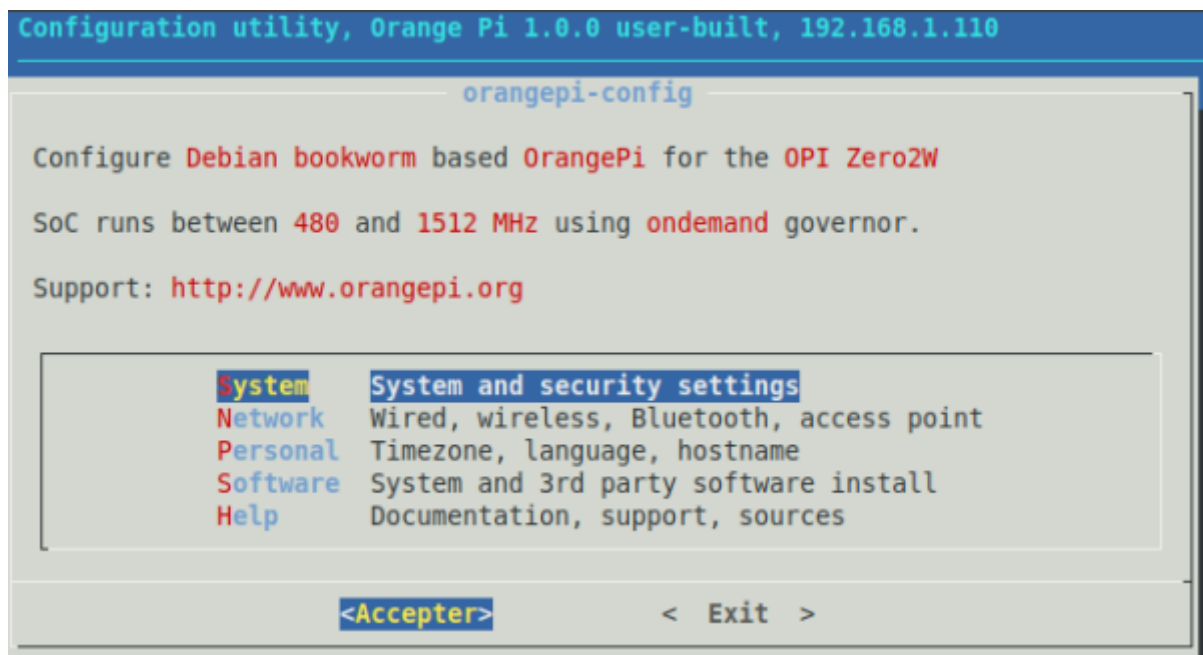 Configuration utility, Orange Pi 1.0.0 user-built, 192.168.1.110
orangepi-config
Configure Debian bookworm based OrangePi for the OPI Zero2W
SoC runs between 480 and 1512 MHz using ondemand governor.
Support: http://www.orangepi.org
System System and security settings
Network Wired, wireless, Bluetooth, access point
Personal Timezone, language, hostname
Software System and 3rd party software install
Help Documentation, support, sources
<Accepter> < Exit >